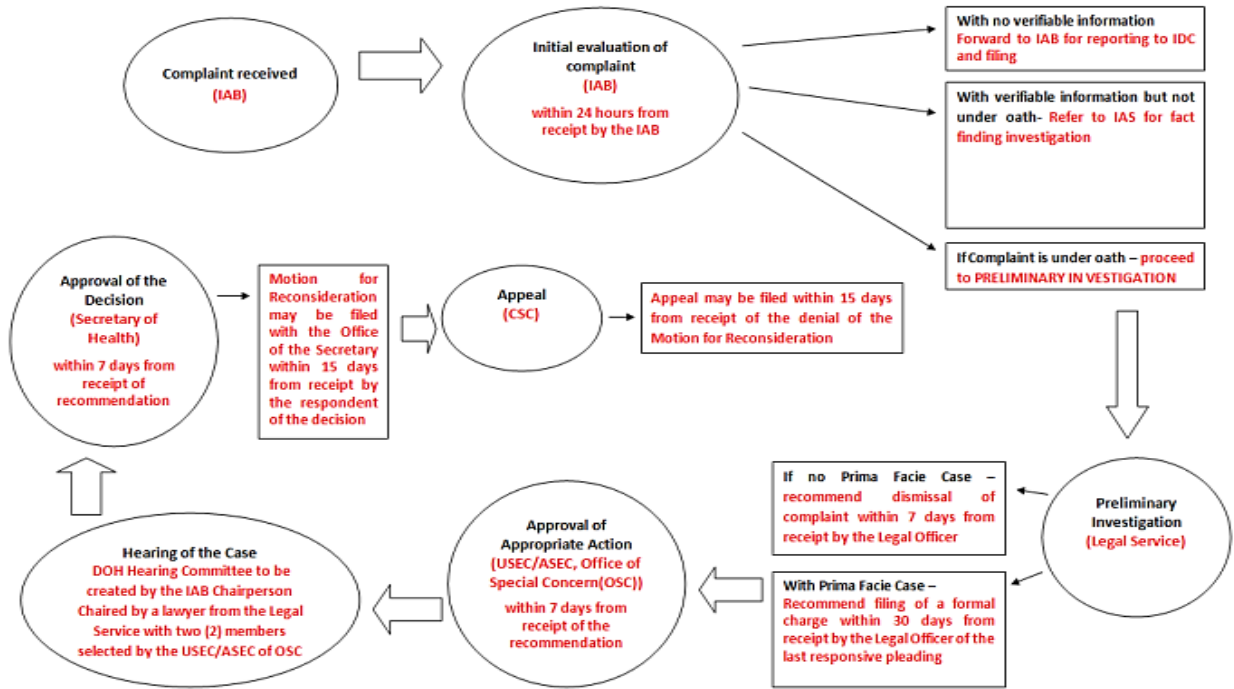 Complaint received
(IAB)
Initial evaluation of
complaint
(IAB)
within 24 hours from
receipt by the IAB
With no verifiable information
Forward to IAB for reporting to IDC
and filing
With verifiable information but not
under oath- Refer to IAS for fact
finding investigation
If Complaint is under oath – proceed
to PRELIMINARY IN VESTIGATION
Preliminary
Investigation
(Legal Service)
If no Prima Facie Case –
recommend dismissal of
complaint within 7 days from
receipt by the Legal Officer
With Prima Facie Case –
Recommend filing of a formal
charge within 30 days from
receipt by the Legal Officer of the
last responsive pleading
Approval of
Appropriate Action
(USEC/ASEC, Office of
Special Concern(OSC))
within 7 days from
receipt of the
recommendation
Hearing of the Case
DOH Hearing Committee to be
created by the IAB Chairperson
Chaired by a lawyer from the Legal
Service with two (2) members
selected by the USEC/ASEC of OSC
Approval of the
Decision
(Secretary of
Health)
within 7 days from
receipt of
recommendation
Motion for
Reconsideration
may be filed
with the Office
of the Secretary
within 15 days
from receipt by
the respondent
of the decision
Appeal
(CSC)
Appeal may be filed within 15 days
from receipt of the denial of the
Motion for Reconsideration